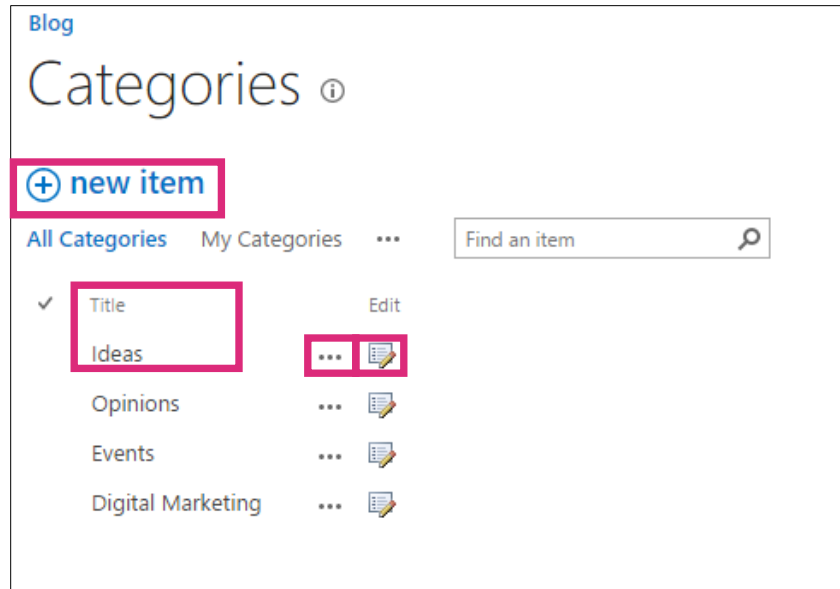 Blog
Categories
new item
All Categories My Categories ... Find an item
Title Edit
Ideas ...
Opinions ...
Events ...
Digital Marketing ...